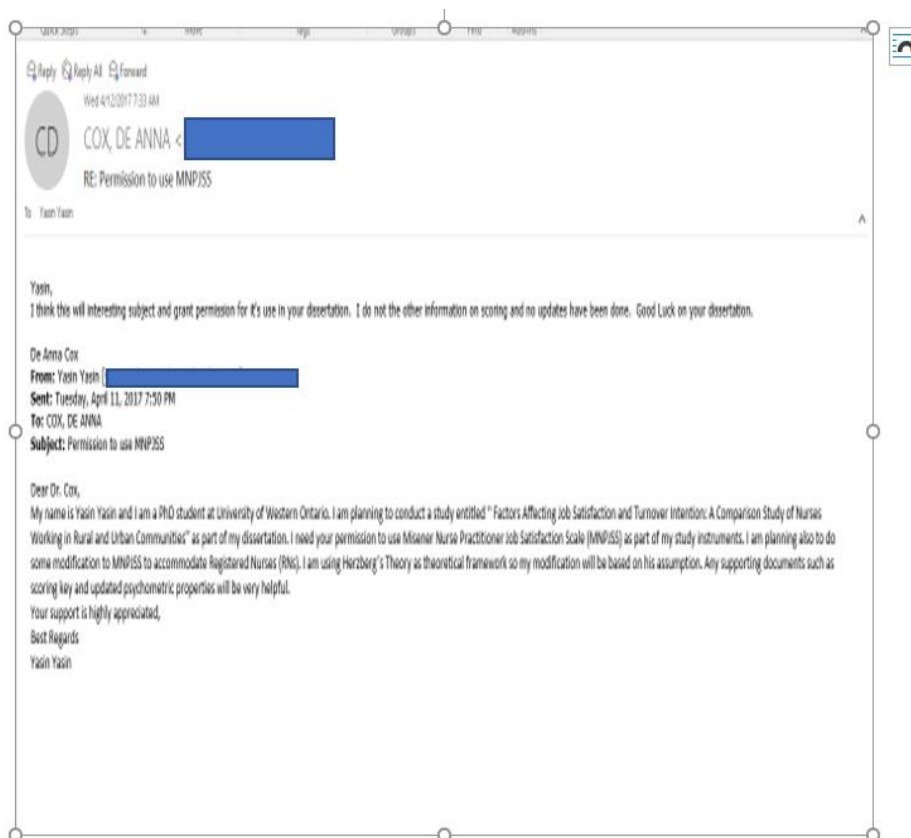 Quick Steps Move Tags Groups Find Add-ins
Reply Reply All Forward
Wed 4/12/2017 7:33 AM
CD
COX, DE ANNA <
RE: Permission to use MNPJSS
To Yasin Yasin
Yasin,
I think this will interesting subject and grant permission for it's use in your dissertation. I do not the other information on scoring and no updates have been done. Good Luck on your dissertation.
De Anna Cox
From: Yasin Yasin [
Sent: Tuesday, April 11, 2017 7:50 PM
To: COX, DE ANNA
Subject: Permission to use MNPJSS
Dear Dr. Cox,
My name is Yasin Yasin and I am a PhD student at University of Western Ontario. I am planning to conduct a study entitled " Factors Affecting Job Satisfaction and Turnover Intention: A Comparison Study of Nurses
Working in Rural and Urban Communities" as part of my dissertation. I need your permission to use Misener Nurse Practitioner Job Satisfaction Scale (MNPJSS) as part of my study instruments. I am planning also to do
some modification to MNPJSS to accommodate Registered Nurses (RNs). I am using Herzberg's Theory as theoretical framework so my modification will be based on his assumption. Any supporting documents such as
scoring key and updated psychometric properties will be very helpful.
Your support is highly appreciated,
Best Regards
Yasin Yasin